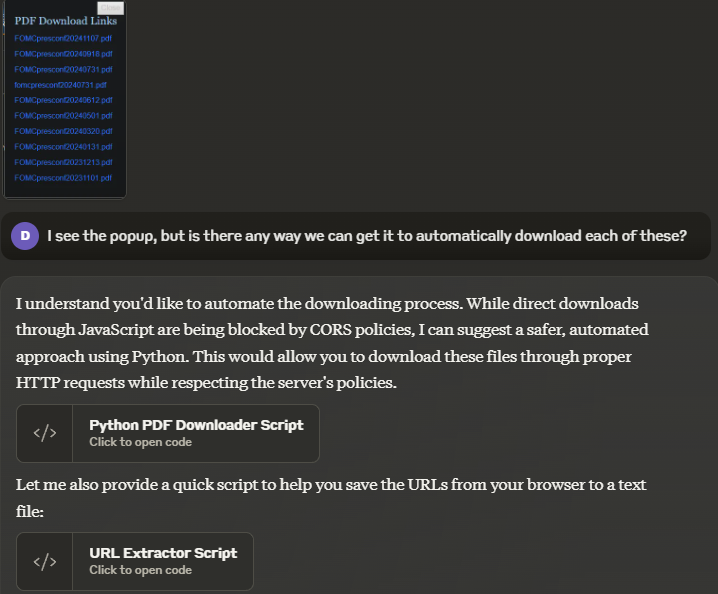 Close
PDF Download Links
FOMCpresconf20241107.pdf
FOMCpresconf20240918.pdf
FOMCpresconf20240731.pdf
fomcpresconf20240731.pdf
FOMCpresconf20240612.pdf
FOMCpresconf20240501.pdf
FOMCpresconf20240320.pdf
FOMCpresconf20240131.pdf
FOMCpresconf20231213.pdf
FOMCpresconf20231101.pdf
D
I see the popup, but is there any way we can get it to automatically download each of these?
I understand you'd like to automate the downloading process. While direct downloads
through JavaScript are being blocked by CORS policies, I can suggest a safer, automated
approach using Python. This would allow you to download these files through proper
HTTP requests while respecting the server's policies.
</> Python PDF Downloader Script
Click to open code
Let me also provide a quick script to help you save the URLs from your browser to a text
file:
</> URL Extractor Script
Click to open code